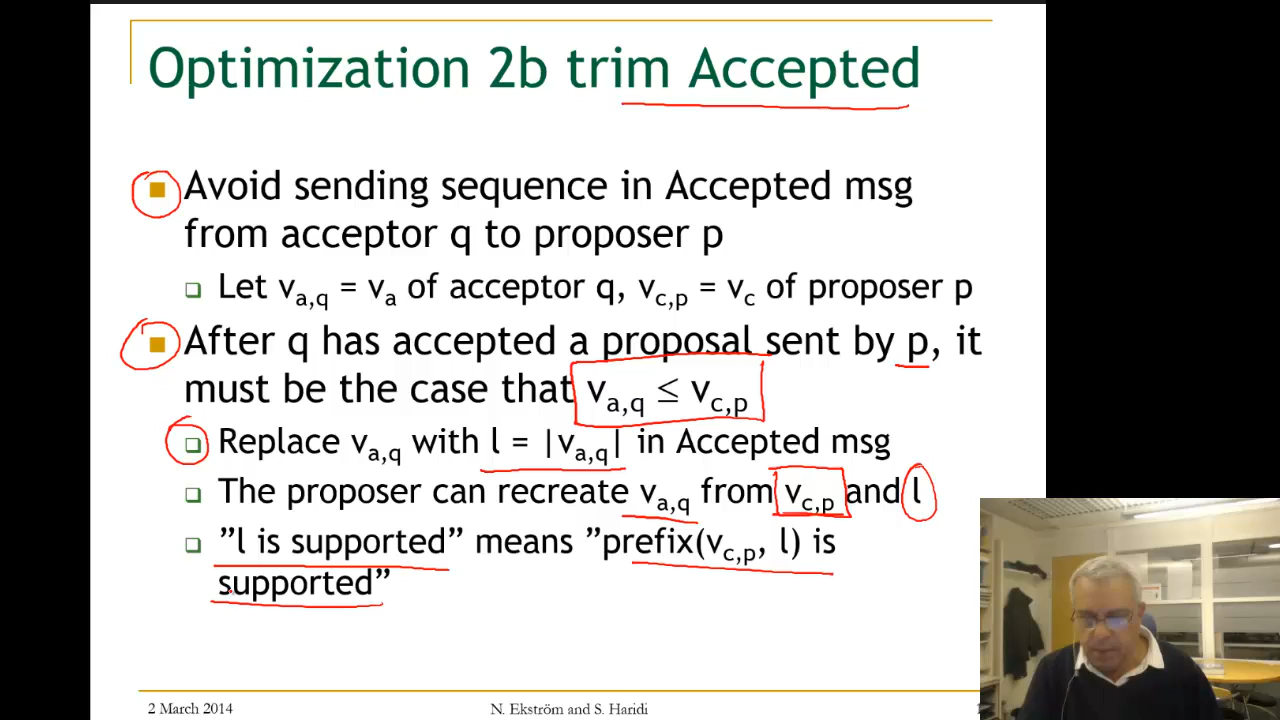 Optimization 2b trim Accepted
Avoid sending sequence in Accepted msg
from acceptor q to proposer p
Let va,q = va of acceptor q, vc,p = vc of proposer p
After q has accepted a proposal sent by p, it
must be the case that va,q ≤ vc,p
Replace va,q with l = |va,q| in Accepted msg
The proposer can recreate va,q from vc,p and l
”l is supported” means ”prefix(vc,p, l) is
supported”
2 March 2014
N. Ekström and S. Haridi